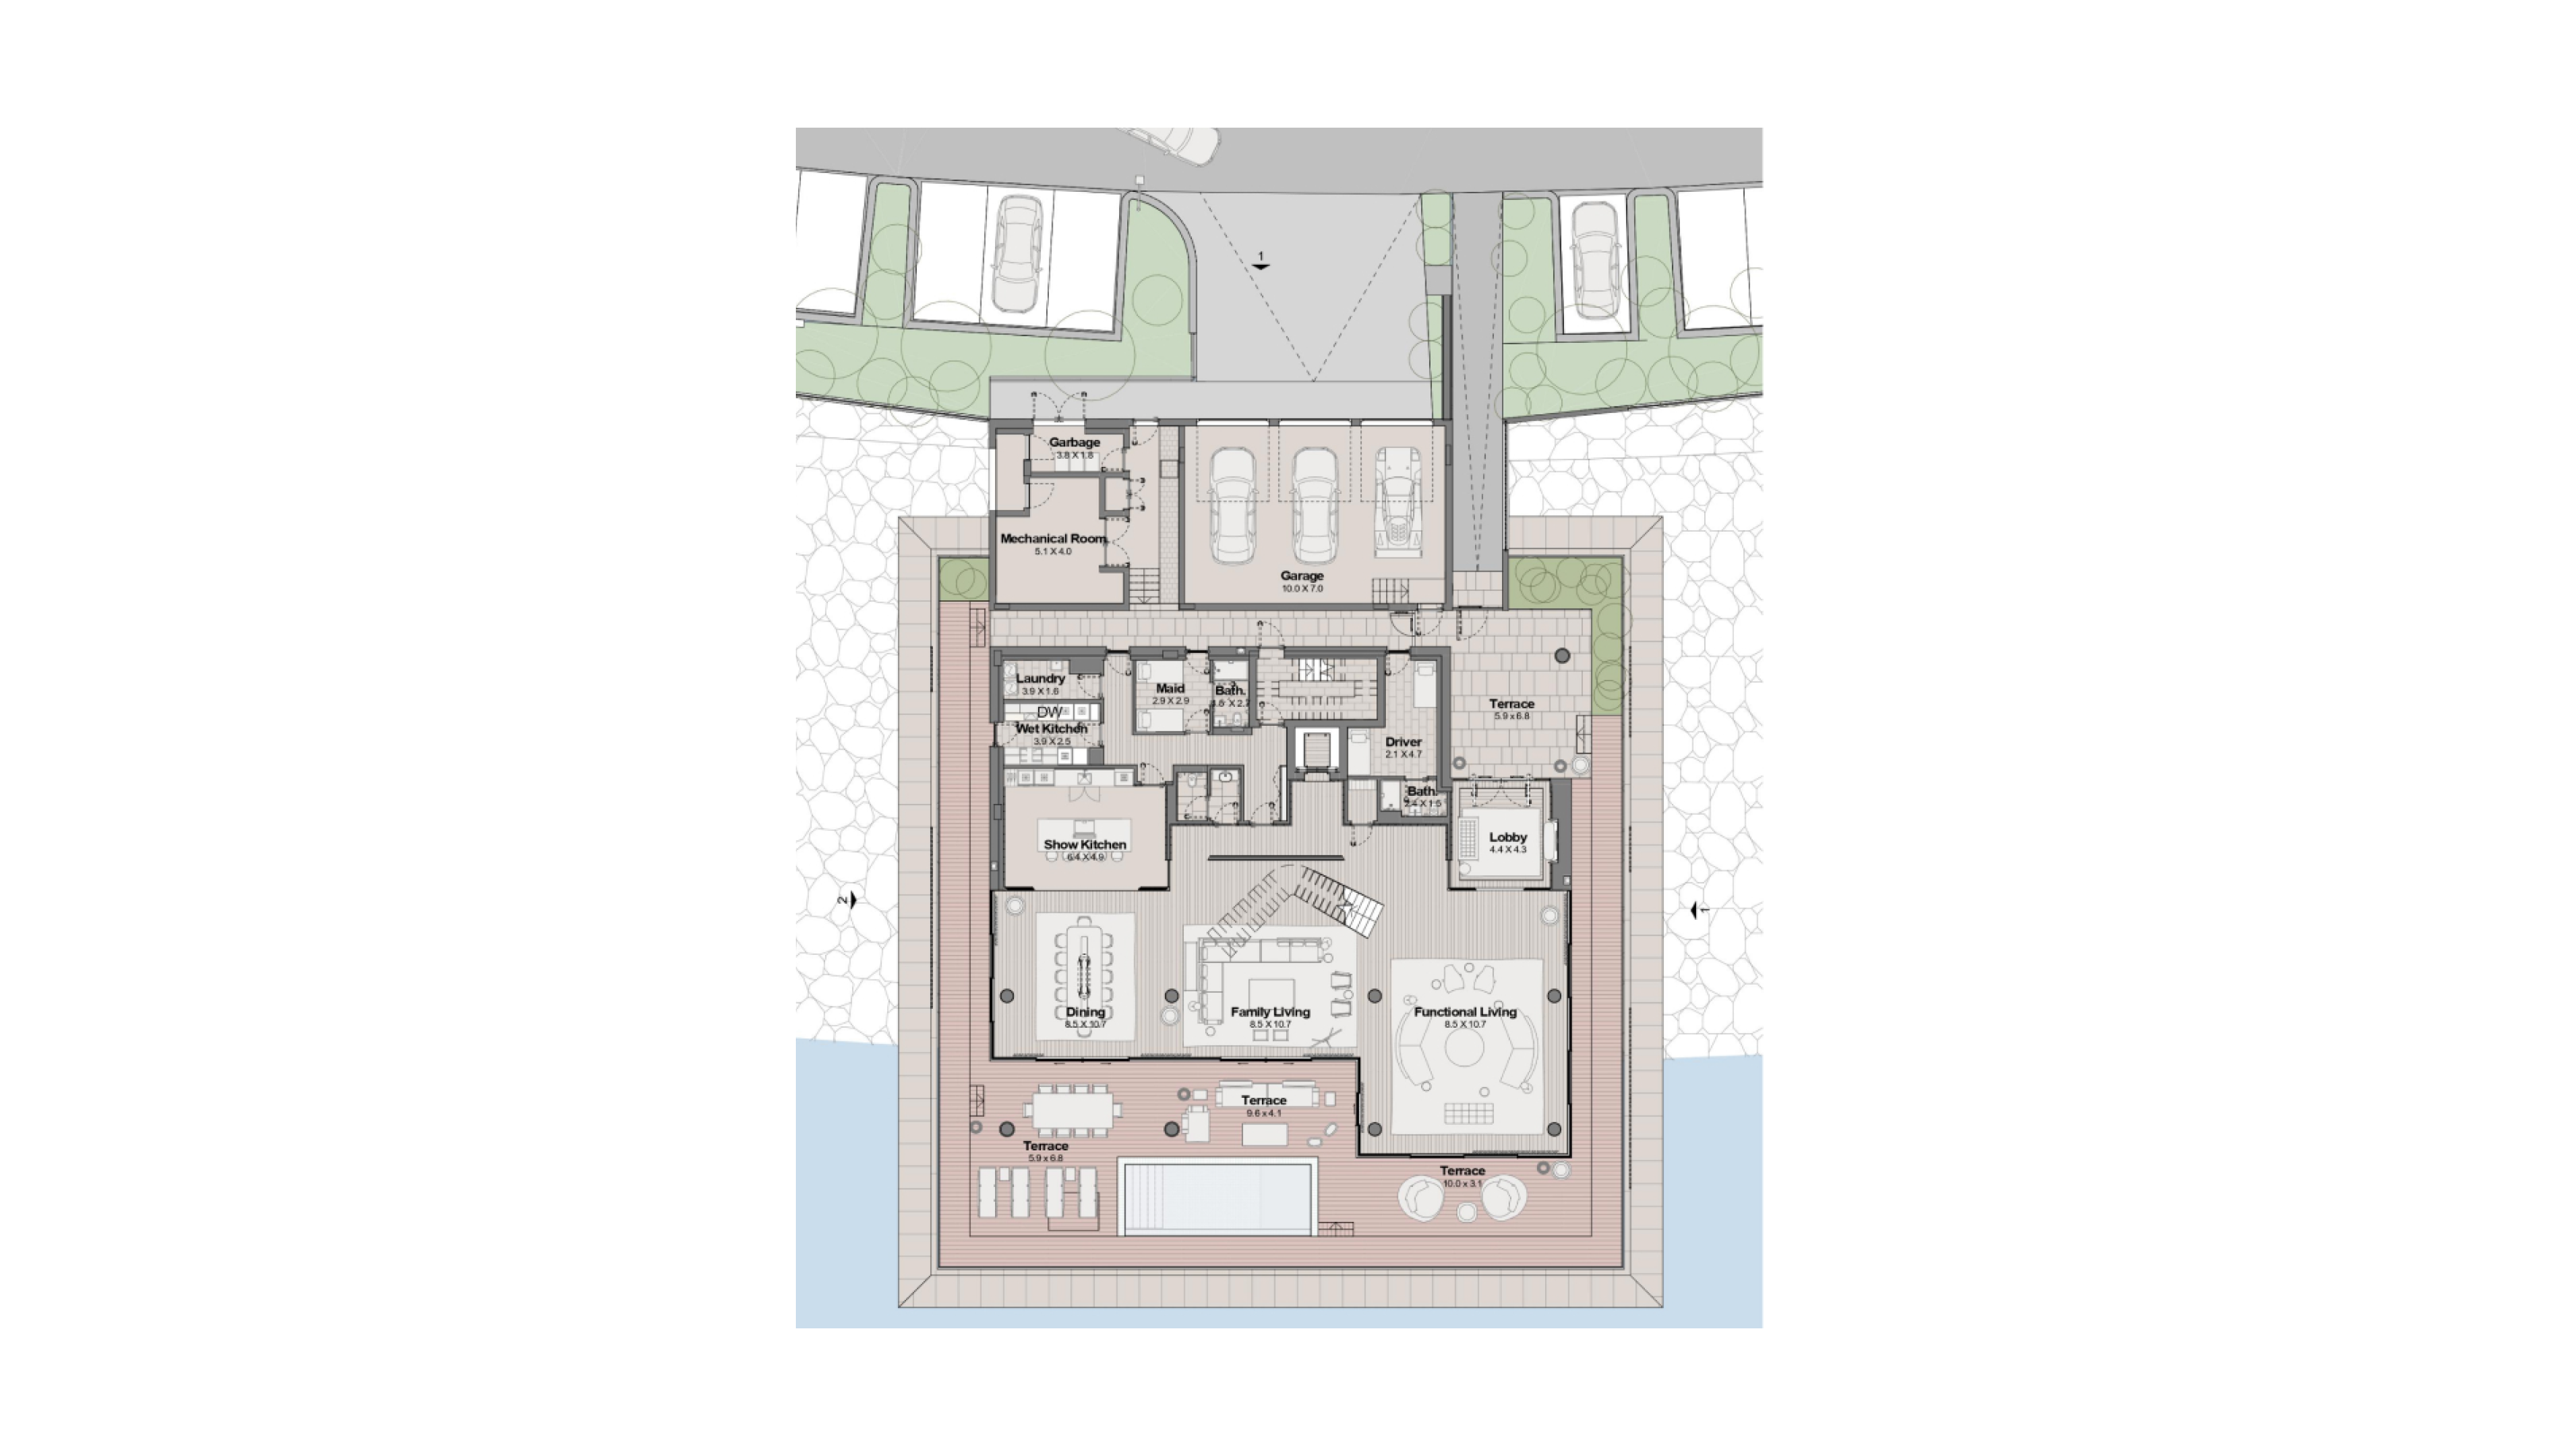 1
Garbage
3.8 X 1.8
Mechanical Room
5.1 X 4.0
Garage
10.0 X 7.0
Laundry
3.9 X 1.6
DW
Wet Kitchen
3.9 X 2.5
Maid
2.9 X 2.9
Bath.
Driver
2.1 X 4.7
Bath.
2.4 X 1.5
Terrace
5.9 x 6.8
Show Kitchen
6.4 X 4.9
Lobby
4.4 X 4.3
2
1
Dining
8.5 X 10.7
Family Living
8.5 X 10.7
Functional Living
8.5 X 10.7
Terrace
9.6 x 4.1
Terrace
5.9 x 6.8
Terrace
10.0 x 3.1